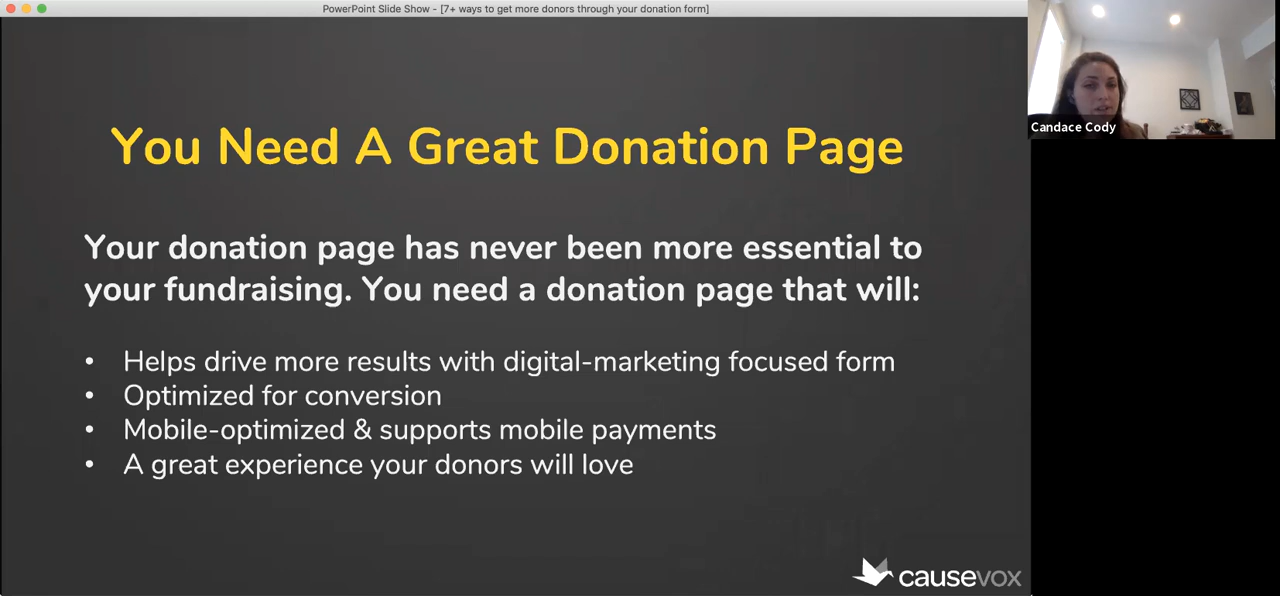 PowerPoint Slide Show - [7+ ways to get more donors through your donation form]
Candace Cody
You Need A Great Donation Page
Your donation page has never been more essential to
your fundraising. You need a donation page that will:
• Helps drive more results with digital-marketing focused form
• Optimized for conversion
• Mobile-optimized & supports mobile payments
• A great experience your donors will love
causevox